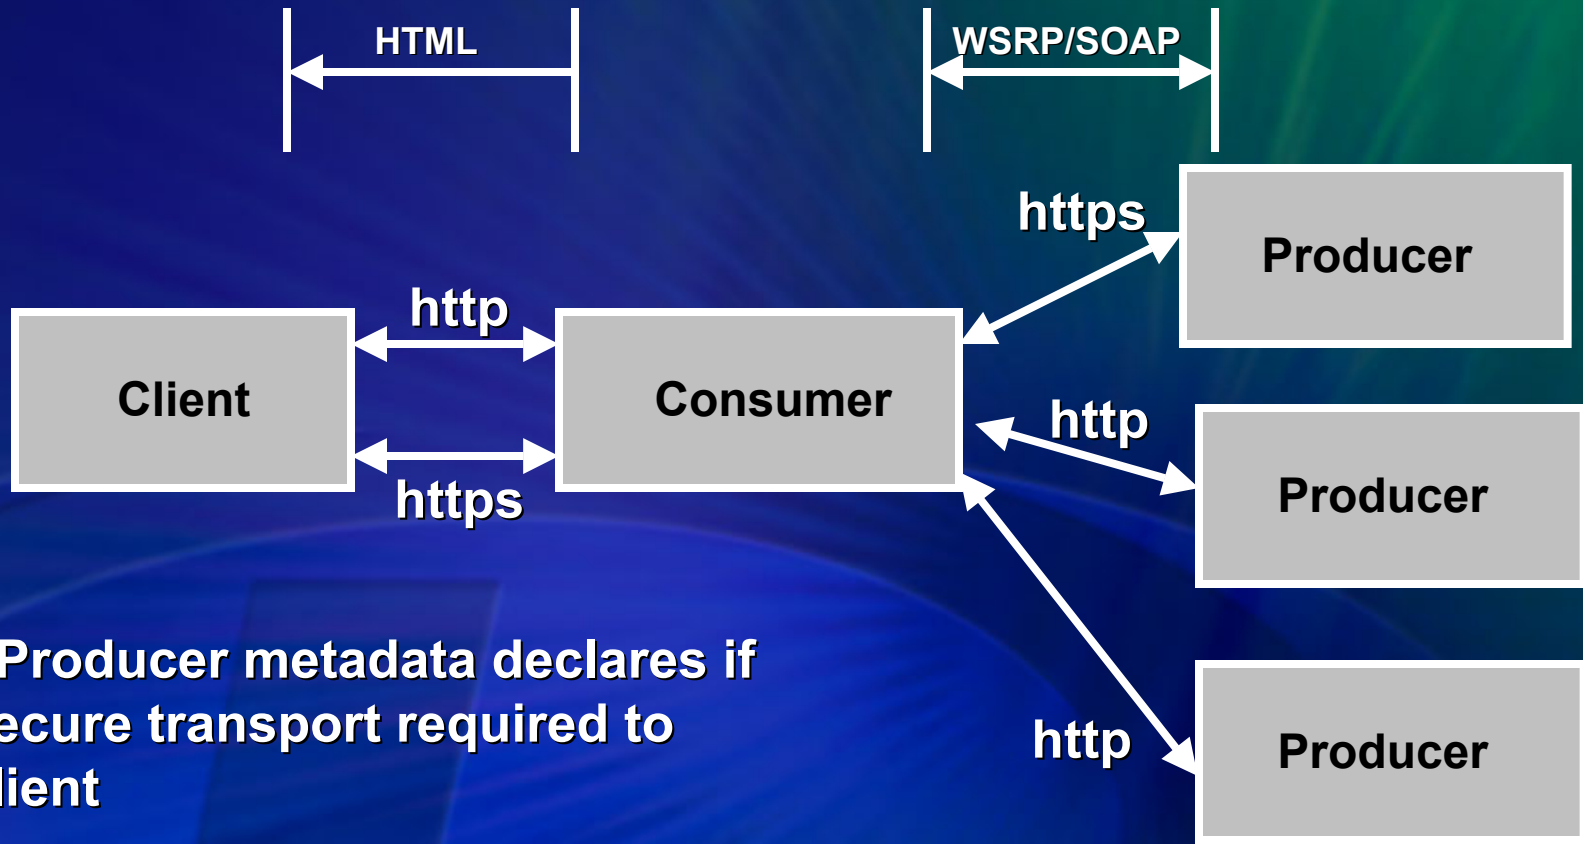 HTML
WSRP/SOAP
https
Producer
http
Client
Consumer
http
https
Producer
Producer metadata declares if
ecure transport required to
lient
http
Producer